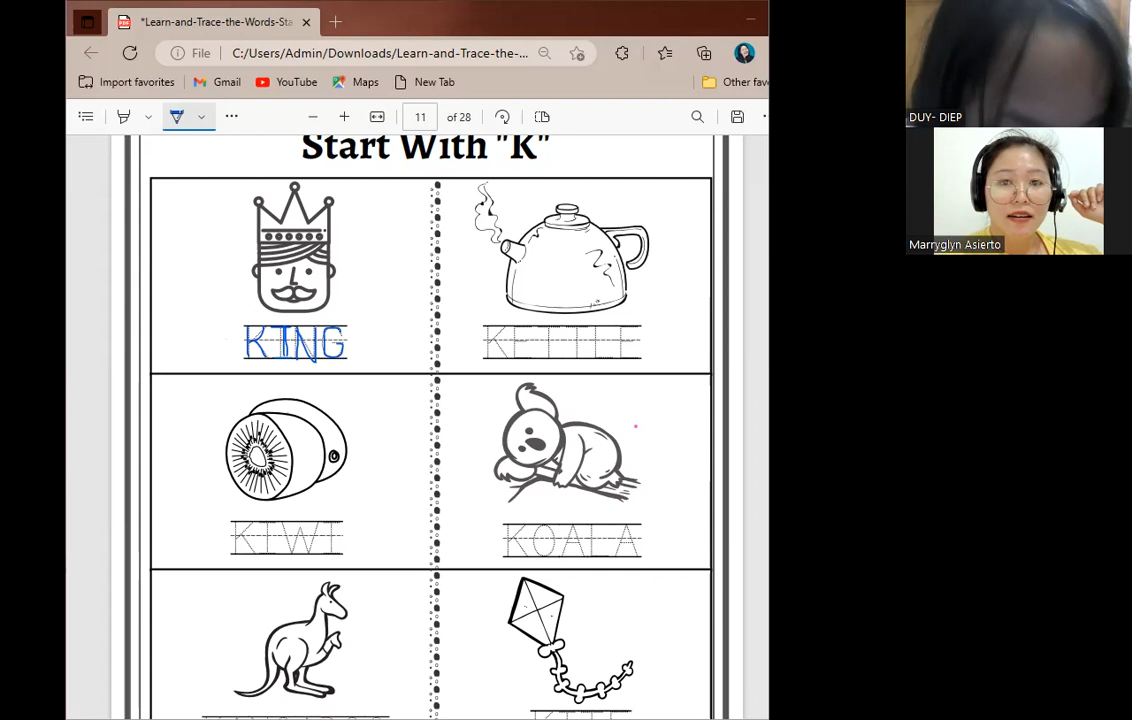 *Learn-and-Trace-the-Words-Sta
File C:/Users/Admin/Downloads/Learn-and-Trace-the-...
Import favorites Gmail YouTube Maps New Tab Other fav
11 of 28
Start With "K"
KING KETTLE
KIWI KOALA
DUY- DIEP
Marryglyn Asierto